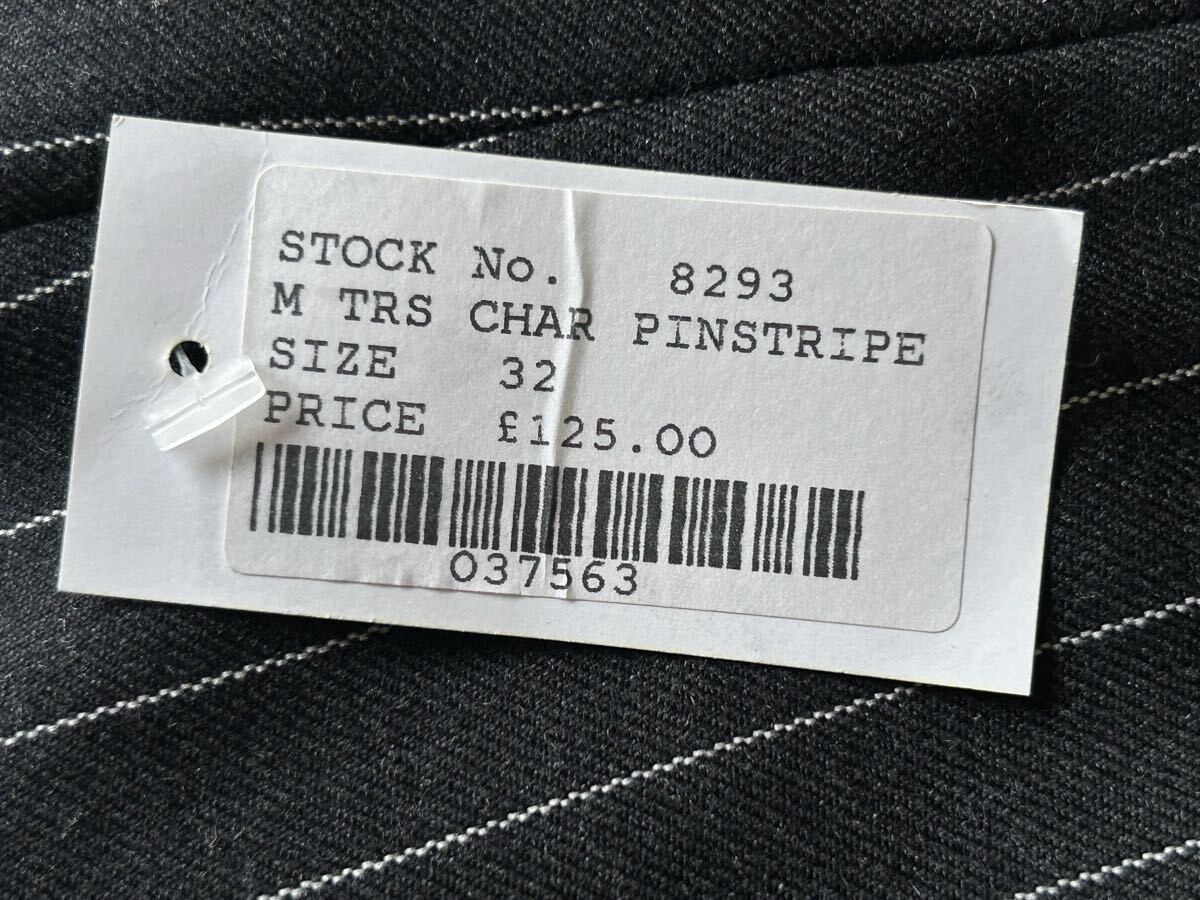 STOCK No. 8293
M TRS CHAR PINSTRIPE
SIZE 32
PRICE £125.00
037563